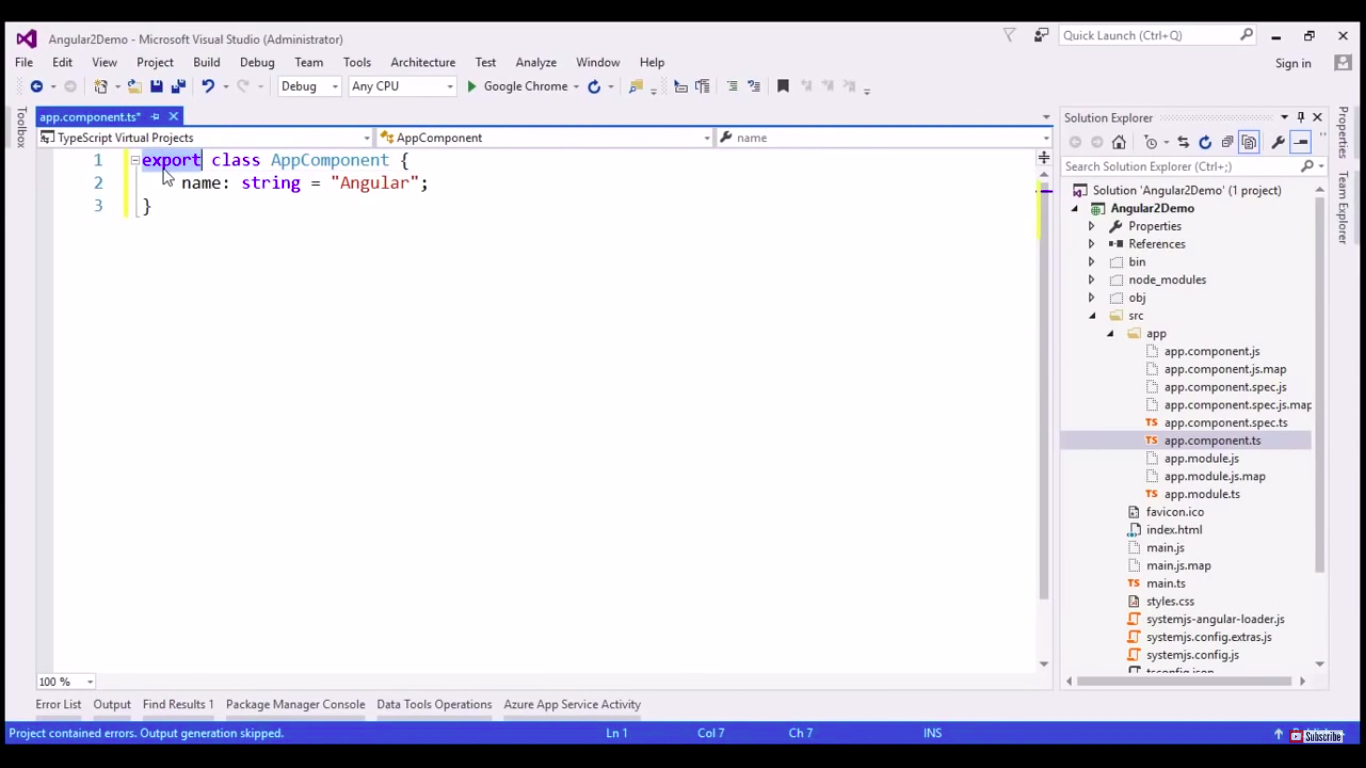 Angular2Demo - Microsoft Visual Studio (Administrator)
Quick Launch (Ctrl+Q)
File Edit View Project Build Debug Team Tools Architecture Test Analyze Window Help
Sign in
Debug Any CPU Google Chrome
Toolbox
app.component.ts*
TypeScript Virtual Projects AppComponent name
1 export class AppComponent {
2 name: string = "Angular";
3 }
100 %
Solution Explorer
Search Solution Explorer (Ctrl+;)
Solution 'Angular2Demo' (1 project)
Angular2Demo
Properties
References
bin
node_modules
obj
src
app
app.component.js
app.component.js.map
app.component.spec.js
app.component.spec.js.map
app.component.spec.ts
app.component.ts
app.module.js
app.module.js.map
app.module.ts
favicon.ico
index.html
main.js
main.js.map
main.ts
styles.css
systemjs-angular-loader.js
systemjs.config.extras.js
systemjs.config.js
tsconfig.json
Properties
Team Explorer
Error List Output Find Results 1 Package Manager Console Data Tools Operations Azure App Service Activity
Project contained errors. Output generation skipped. Ln 1 Col 7 Ch 7 INS
Subscribe